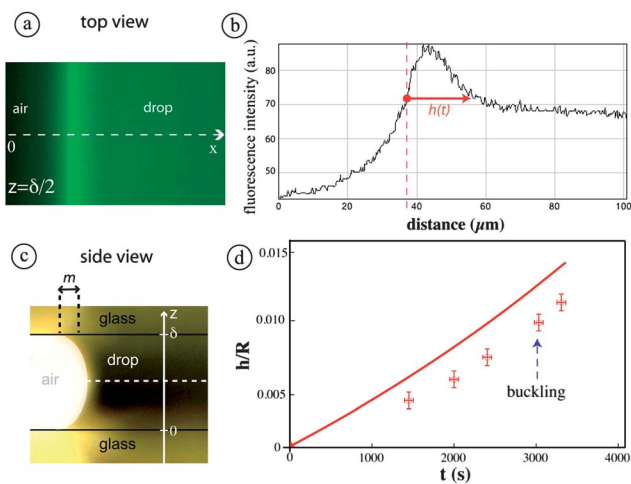 a
top view
air
drop
0
x
z=δ/2
b
fluorescence intensity (a.u.)
80
70
60
50
h(t)
0
20
40
60
80
100
distance (μm)
c
side view
m
glass
z
δ
drop
air
glass
0
d
h/R
0.015
0.010
0.005
0
buckling
0
1000
2000
3000
4000
t (s)